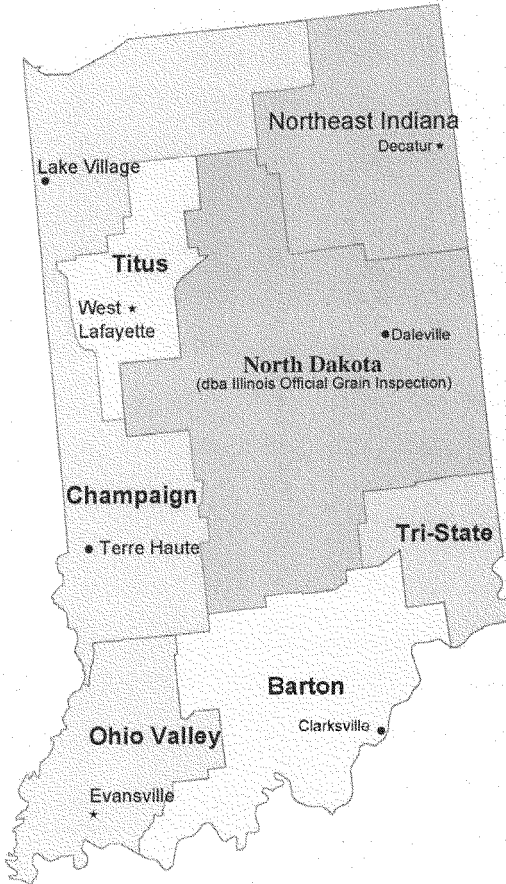 Northeast Indiana
Decatur
Lake Village
Titus
West
Lafayette
Daleville
North Dakota
(dba Illinois Official Grain Inspection)
Champaign
Tri-State
Terre Haute
Barton
Clarksville
Ohio Valley
Evansville